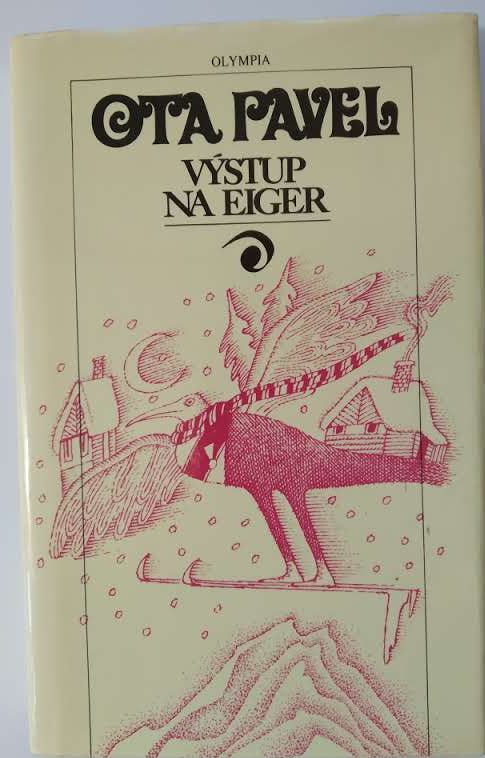 OLYMPIA
OTA PAVEL
VÝSTUP
NA EIGER